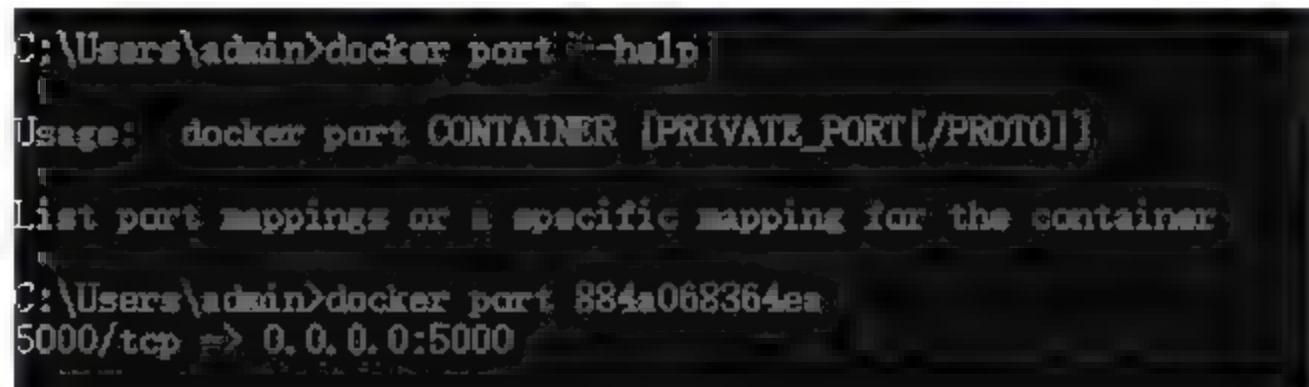 C:\Users\admin>docker port --help
Usage:  docker port CONTAINER [PRIVATE_PORT[/PROTO]]
List port mappings or a specific mapping for the container
C:\Users\admin>docker port 884a068364ea
5000/tcp => 0.0.0.0:5000